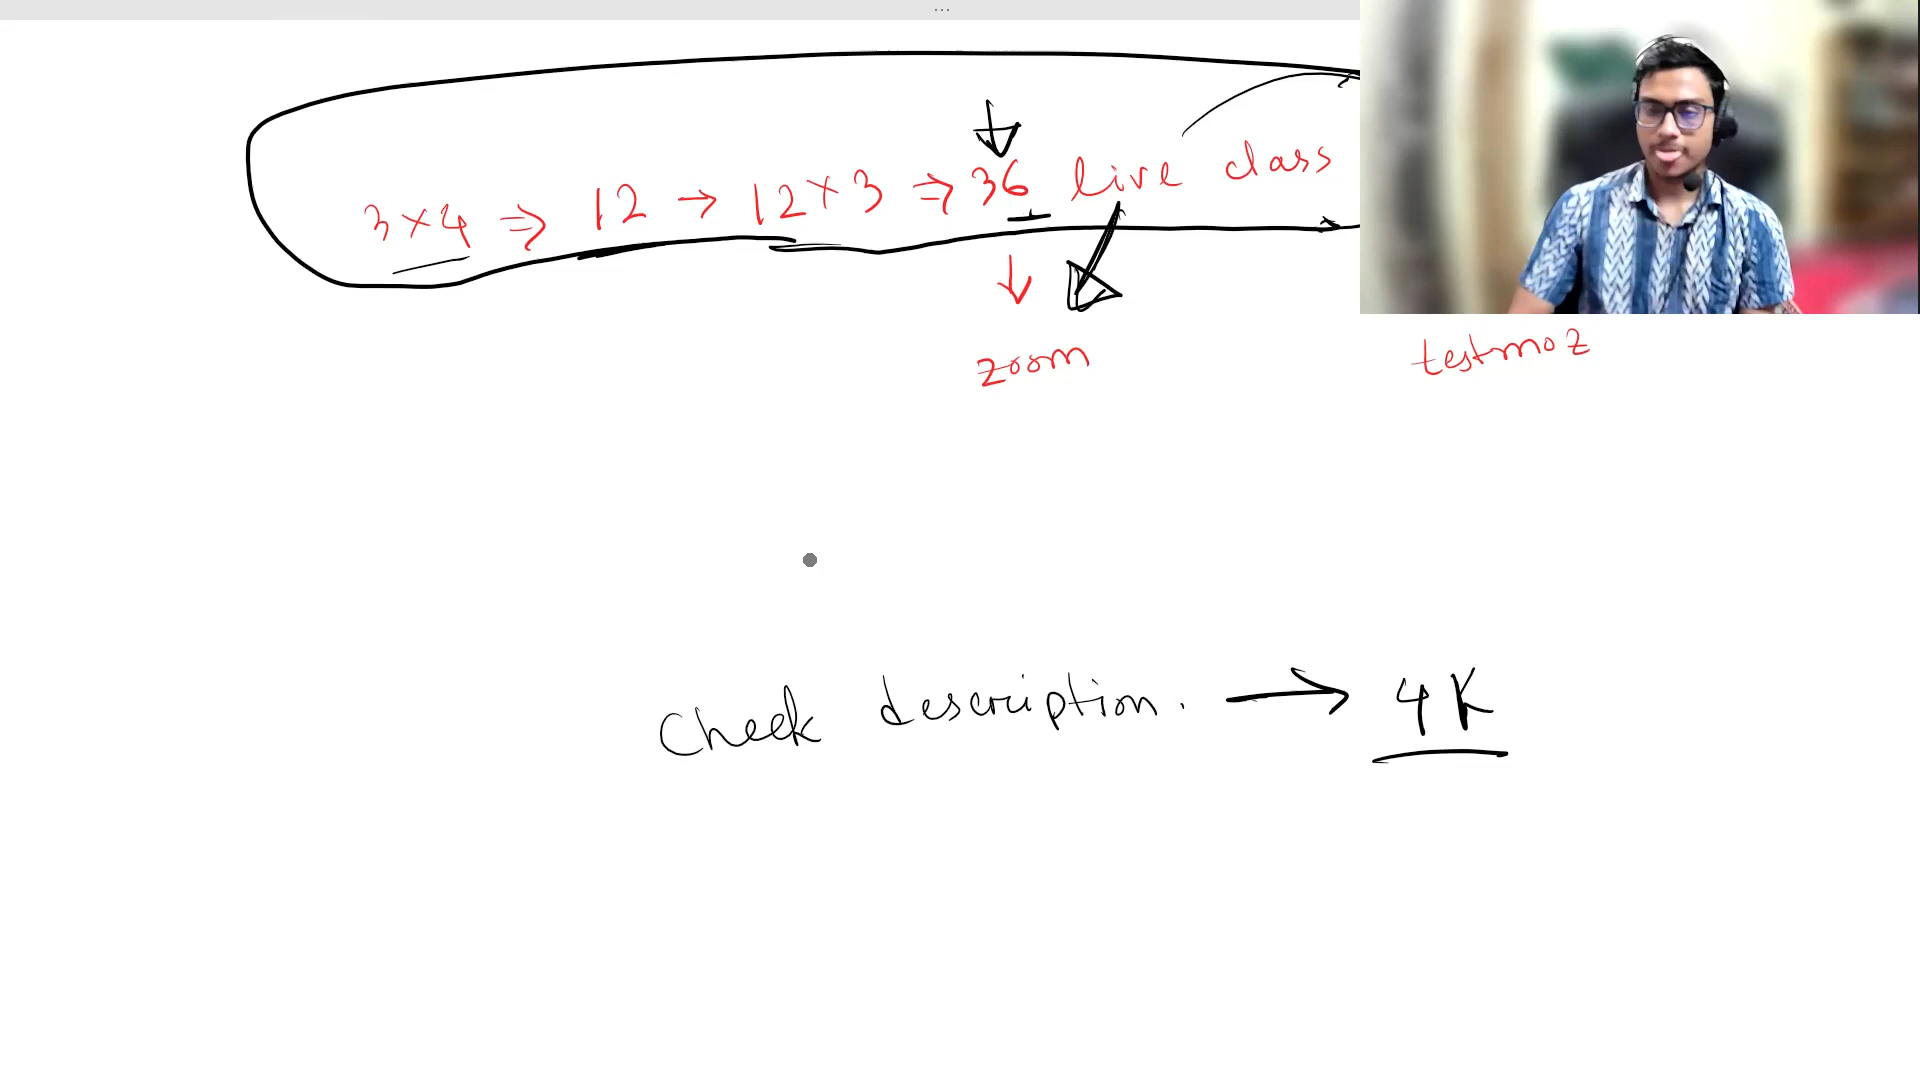 3×4 ⇒ 12 → 12×3 ⇒ 36 live class
zoom
testmoz
Check description. → 4K